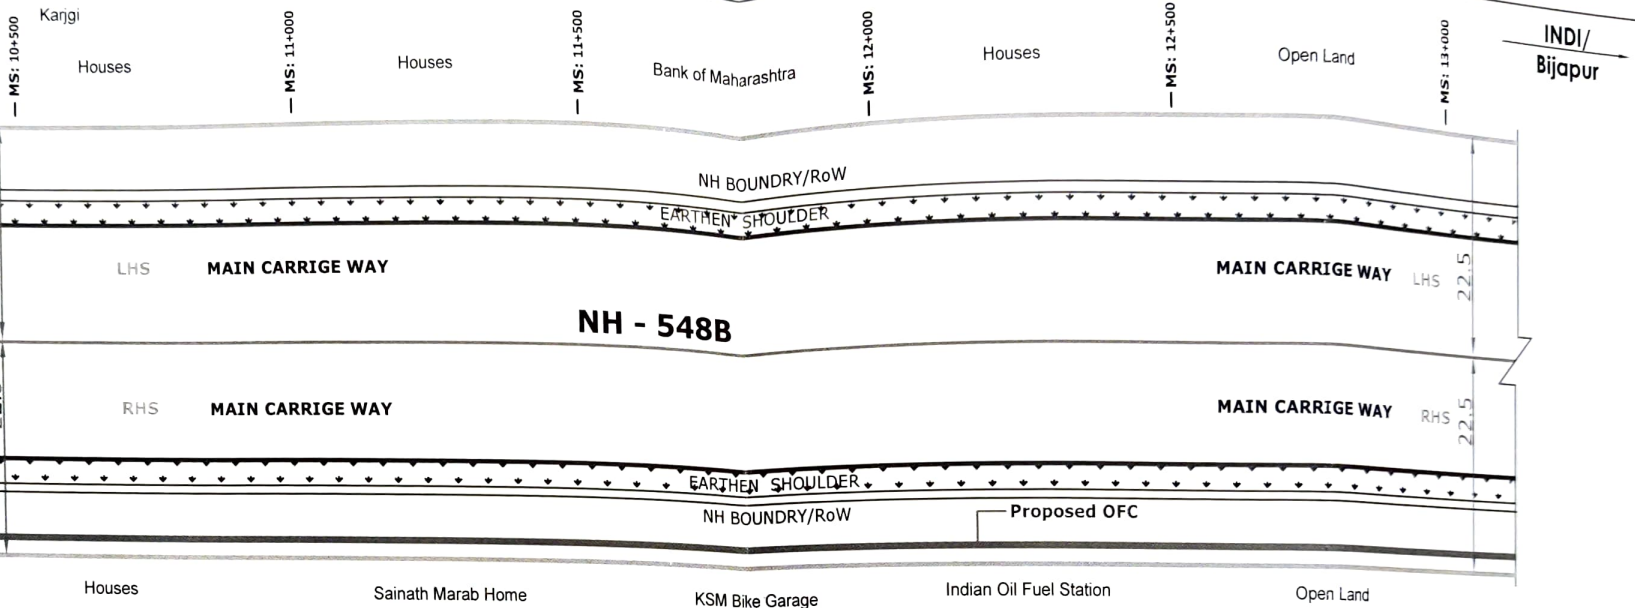 Karjgi
MS: 10+500
MS: 11+000
MS: 11+500
MS: 12+000
MS: 12+500
MS: 13+000
Houses
Houses
Bank of Maharashtra
Houses
Open Land
INDI/
Bijapur
NH BOUNDRY/RoW
EARTHEN SHOULDER
LHS MAIN CARRIGE WAY
MAIN CARRIGE WAY LHS
22.5
NH - 548B
RHS MAIN CARRIGE WAY
MAIN CARRIGE WAY RHS
22.5
EARTHEN SHOULDER
NH BOUNDRY/RoW
Proposed OFC
Houses
Sainath Marab Home
KSM Bike Garage
Indian Oil Fuel Station
Open Land